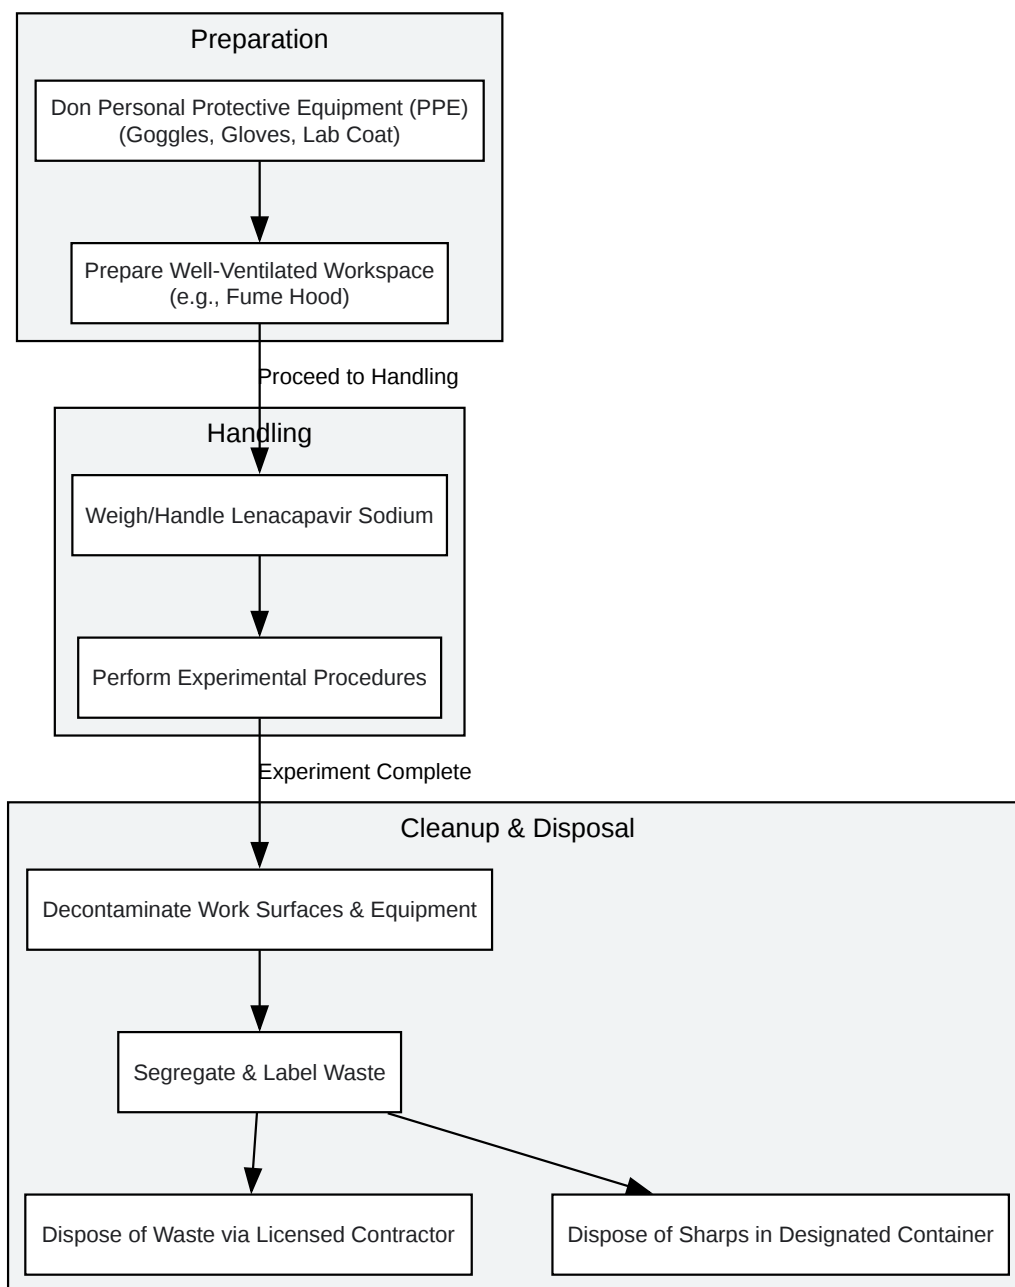 Preparation
Don Personal Protective Equipment (PPE)
(Goggles, Gloves, Lab Coat)
Prepare Well-Ventilated Workspace
(e.g., Fume Hood)
Proceed to Handling
Handling
Weigh/Handle Lenacapavir Sodium
Perform Experimental Procedures
Experiment Complete
Cleanup & Disposal
Decontaminate Work Surfaces & Equipment
Segregate & Label Waste
Dispose of Waste via Licensed Contractor
Dispose of Sharps in Designated Container